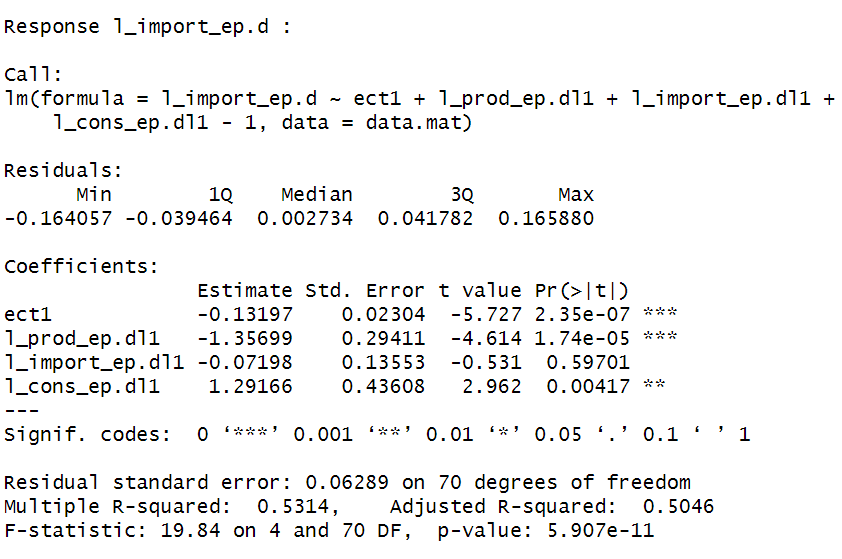 Response l_import_ep.d :
Call:
lm(formula = l_import_ep.d ~ ect1 + l_prod_ep.dl1 + l_import_ep.dl1 +
    l_cons_ep.dl1 - 1, data = data.mat)
Residuals:
      Min        1Q    Median        3Q       Max
-0.164057 -0.039464  0.002734  0.041782  0.165880
Coefficients:
                Estimate Std. Error t value Pr(>|t|)
ect1            -0.13197    0.02304  -5.727 2.35e-07 ***
l_prod_ep.dl1   -1.35699    0.29411  -4.614 1.74e-05 ***
l_import_ep.dl1 -0.07198    0.13553  -0.531  0.59701
l_cons_ep.dl1    1.29166    0.43608   2.962  0.00417 **
---
Signif. codes:  0 ‘***’ 0.001 ‘**’ 0.01 ‘*’ 0.05 ‘.’ 0.1 ‘ ’ 1
Residual standard error: 0.06289 on 70 degrees of freedom
Multiple R-squared:  0.5314,    Adjusted R-squared:  0.5046
F-statistic: 19.84 on 4 and 70 DF,  p-value: 5.907e-11